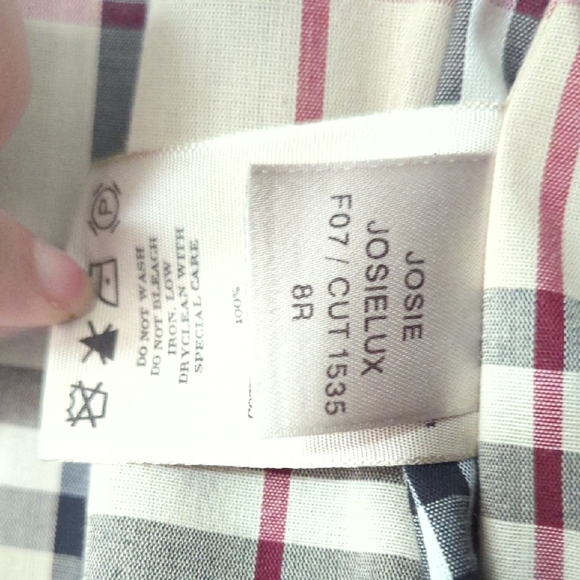 JOSIE
JOSIELUX
F07 / CUT 1535
8R
100%
DO NOT WASH
DO NOT BLEACH
IRON, LOW
DRYCLEAN WITH
SPECIAL CARE
P